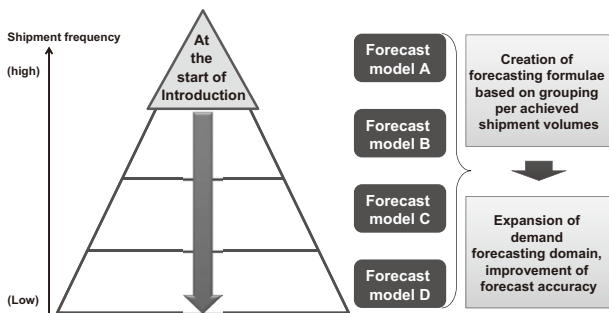 Shipment frequency
(high)
(Low)
At
the
start of
Introduction
Forecast
model A
Forecast
model B
Forecast
model C
Forecast
model D
Creation of
forecasting formulae
based on grouping
per achieved
shipment volumes
Expansion of
demand
forecasting domain,
improvement of
forecast accuracy